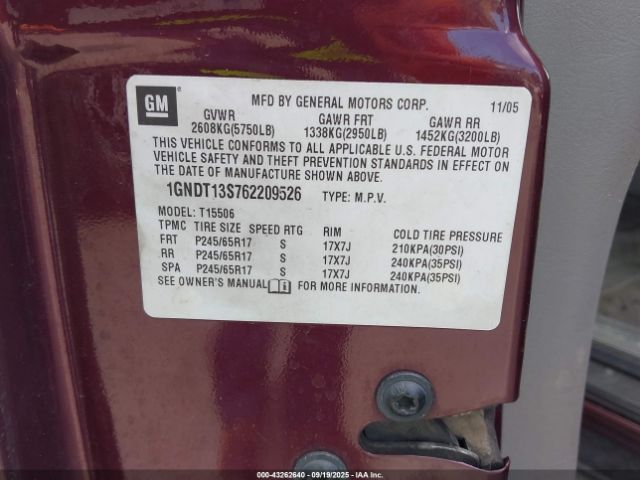 GM
MFD BY GENERAL MOTORS CORP. 11/05
GVWR GAWR FRT GAWR RR
2608KG(5750LB) 1338KG(2950LB) 1452KG(3200LB)
THIS VEHICLE CONFORMS TO ALL APPLICABLE U.S. FEDERAL MOTOR
VEHICLE SAFETY AND THEFT PREVENTION STANDARDS IN EFFECT ON
THE DATE OF MANUFACTURE SHOWN ABOVE.
1GNDT13S762209526 TYPE: M.P.V.
MODEL: T15506
TPMC TIRE SIZE SPEED RTG RIM COLD TIRE PRESSURE
FRT P245/65R17 S 17X7J 210KPA(30PSI)
RR P245/65R17 S 17X7J 240KPA(35PSI)
SPA P245/65R17 S 17X7J 240KPA(35PSI)
SEE OWNER'S MANUAL i FOR MORE INFORMATION.
000-43262640 - 09/19/2025 - www.iaai.com